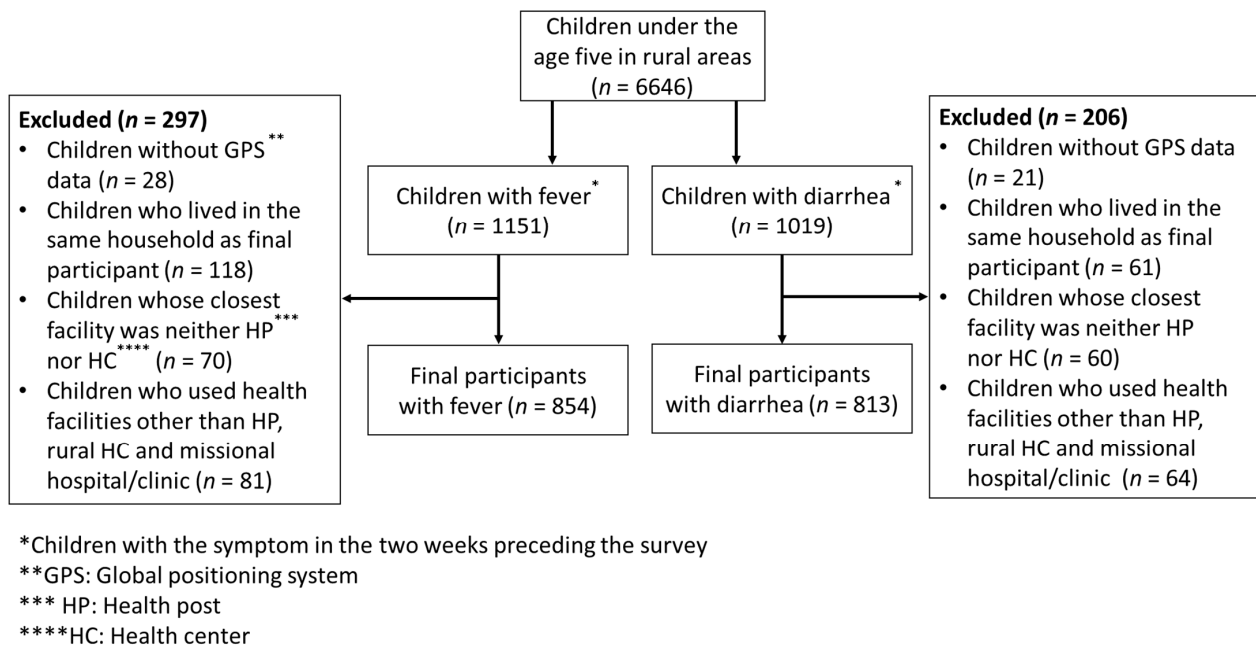 Children under the
age five in rural areas
(n = 6646)
Excluded (n = 297)
• Children without GPS**
data (n = 28)
• Children who lived in the
same household as final
participant (n = 118)
• Children whose closest
facility was neither HP***
nor HC**** (n = 70)
• Children who used health
facilities other than HP,
rural HC and missional
hospital/clinic (n = 81)
Children with fever*
(n = 1151)
Children with diarrhea*
(n = 1019)
Final participants
with fever (n = 854)
Final participants
with diarrhea (n = 813)
Excluded (n = 206)
• Children without GPS data
(n = 21)
• Children who lived in the
same household as final
participant (n = 61)
• Children whose closest
facility was neither HP
nor HC (n = 60)
• Children who used health
facilities other than HP,
rural HC and missional
hospital/clinic (n = 64)
*Children with the symptom in the two weeks preceding the survey
**GPS: Global positioning system
*** HP: Health post
****HC: Health center